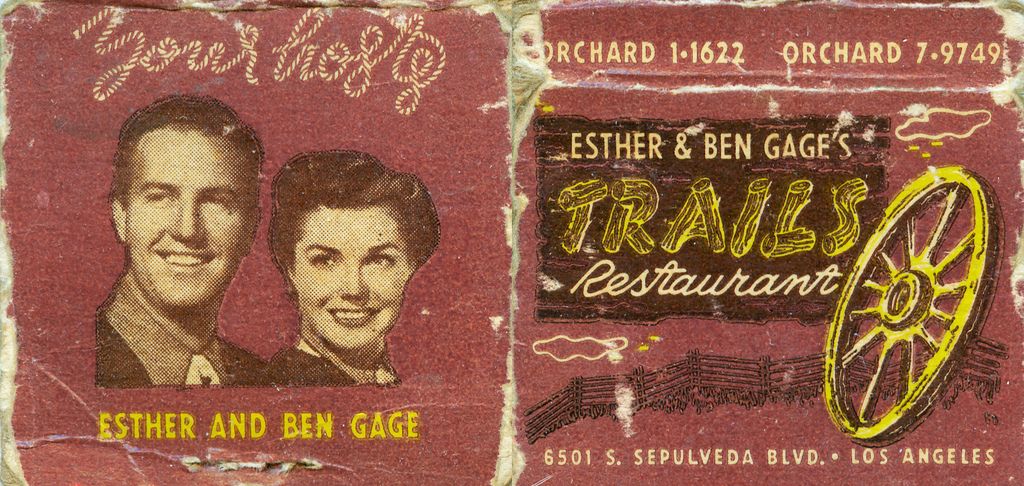 Your hosts
ESTHER AND BEN GAGE
ORCHARD 1·1622 ORCHARD 7·9749
ESTHER & BEN GAGE'S
TRAILS
Restaurant
6501 S. SEPULVEDA BLVD. • LOS ANGELES